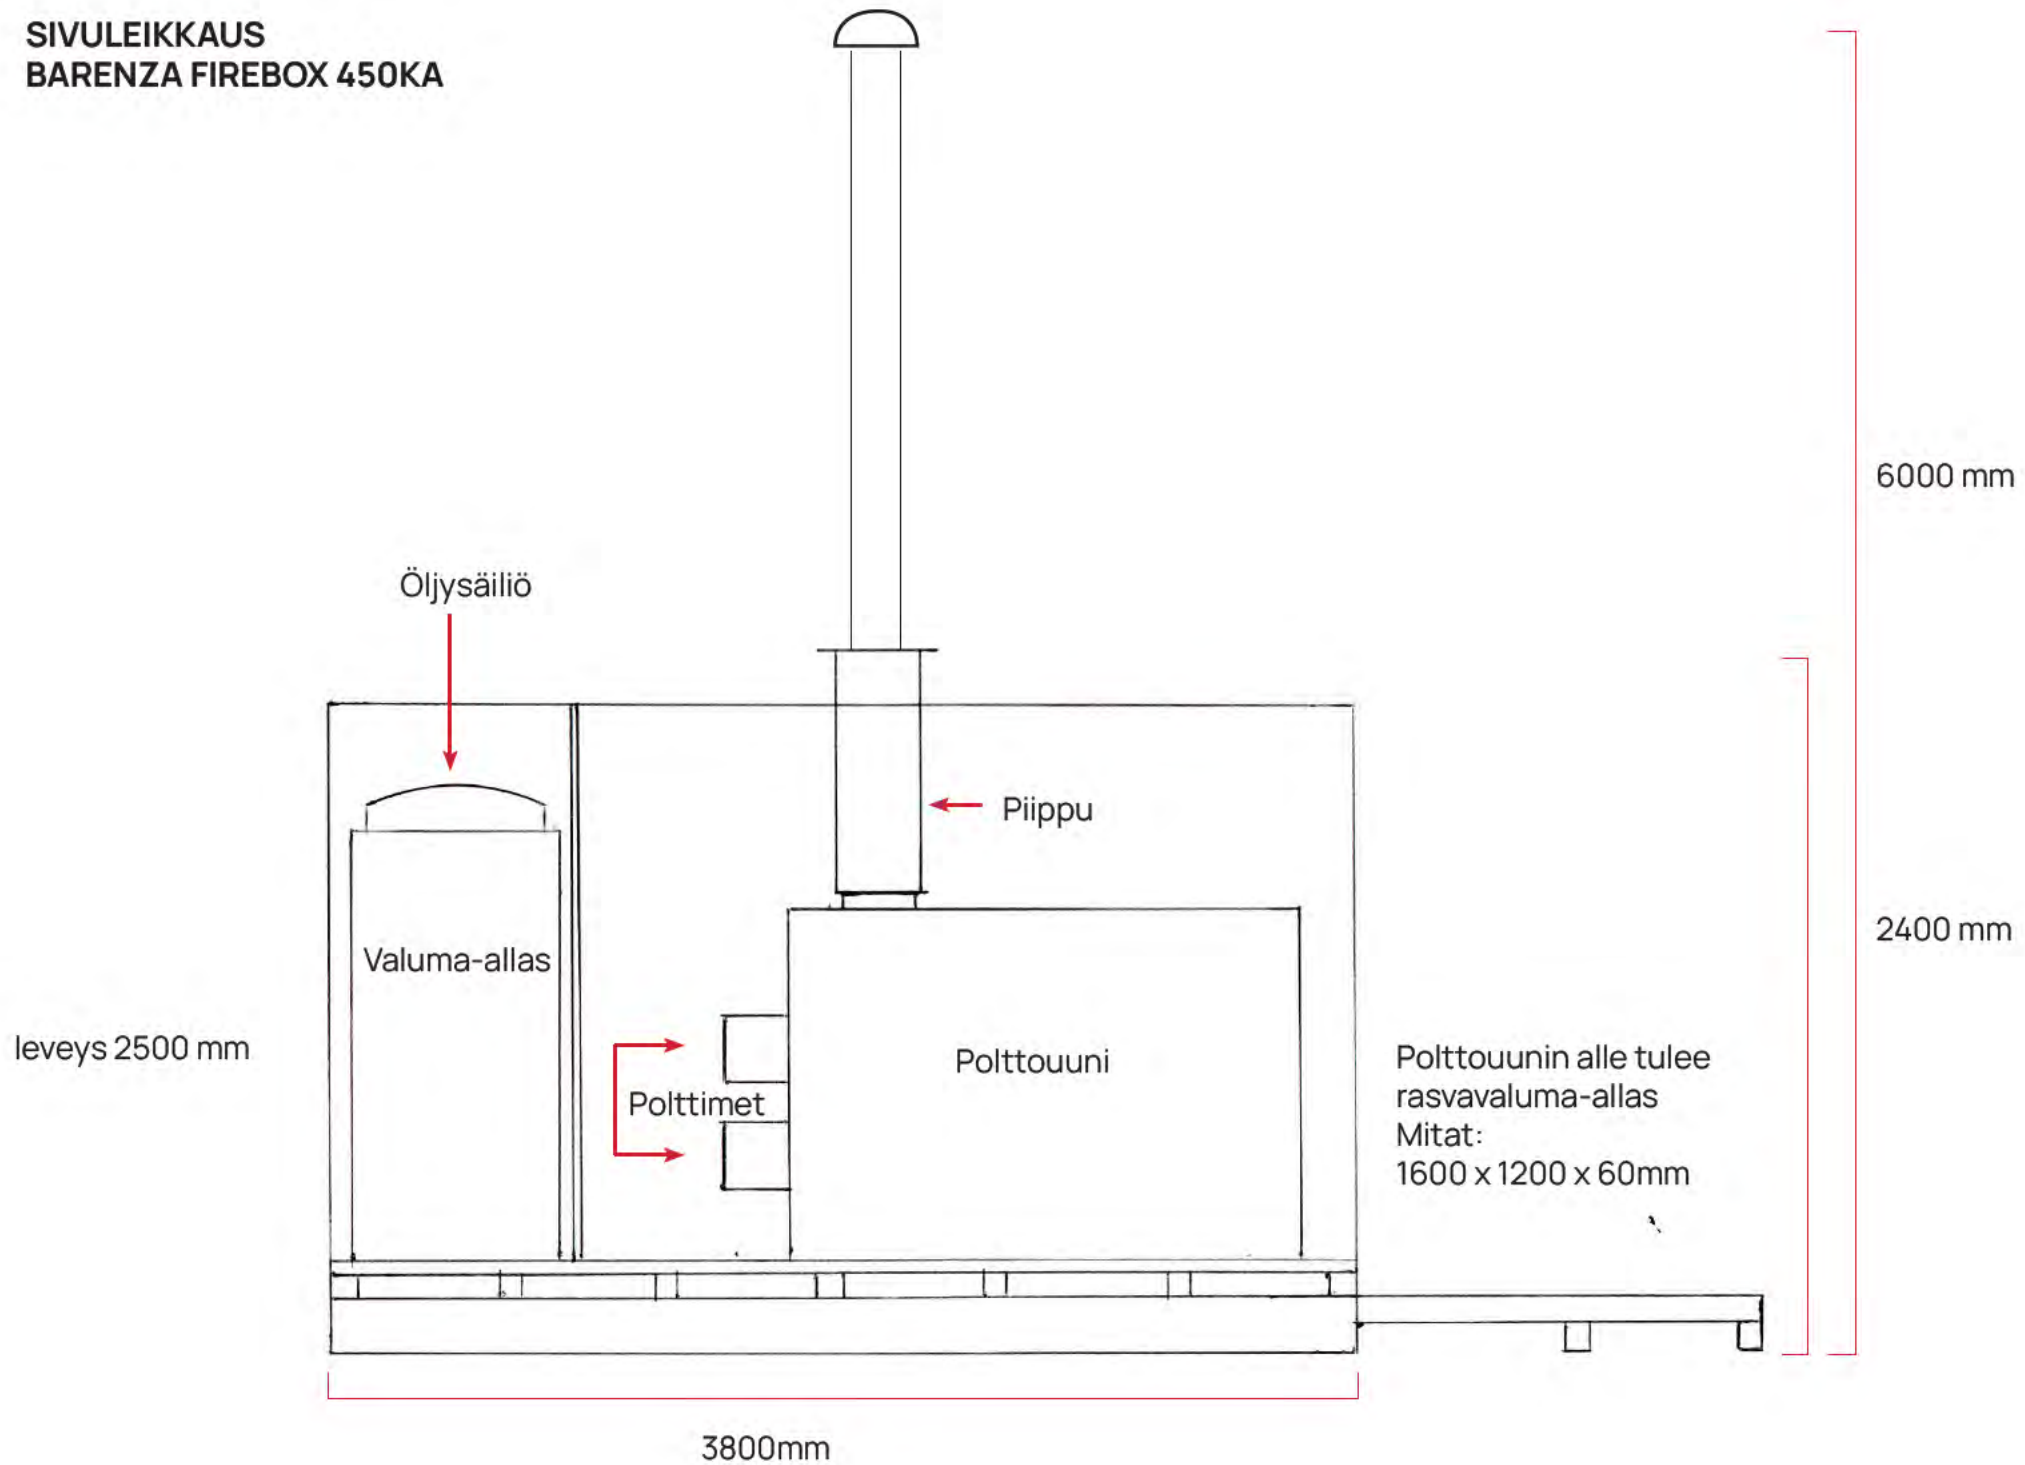 SIVULEIKKAUS
BARENZA FIREBOX 450KA
6000 mm
Öljysäiliö
Piippu
2400 mm
Valuma-allas
leveys 2500 mm
Polttouuni
Polttimet
Polttouunin alle tulee
rasvavaluma-allas
Mitat:
1600 x 1200 x 60mm
3800mm